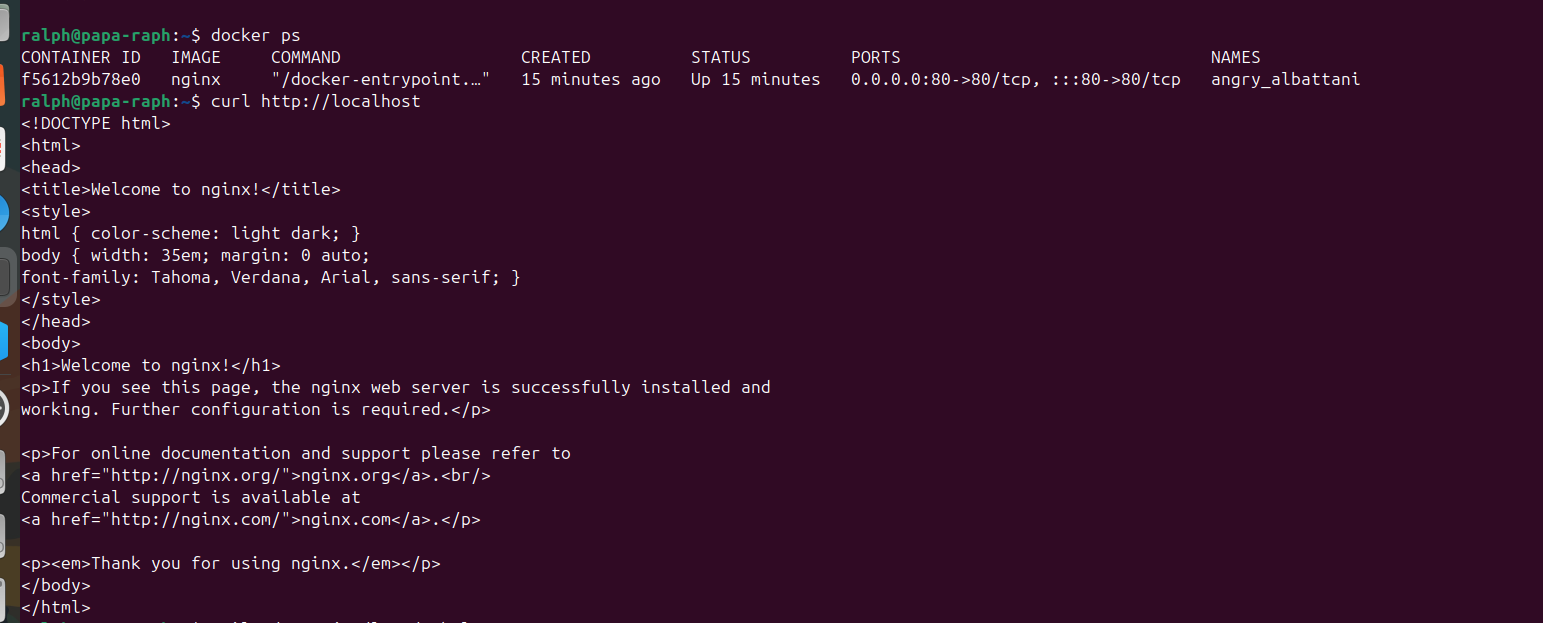 ralph@papa-raph:~$ docker ps
CONTAINER ID   IMAGE     COMMAND                  CREATED          STATUS          PORTS                               NAMES
f5612b9b78e0   nginx     "/docker-entrypoint.…"   15 minutes ago   Up 15 minutes   0.0.0.0:80->80/tcp, :::80->80/tcp   angry_albattani
ralph@papa-raph:~$ curl http://localhost
<!DOCTYPE html>
<html>
<head>
<title>Welcome to nginx!</title>
<style>
html { color-scheme: light dark; }
body { width: 35em; margin: 0 auto;
font-family: Tahoma, Verdana, Arial, sans-serif; }
</style>
</head>
<body>
<h1>Welcome to nginx!</h1>
<p>If you see this page, the nginx web server is successfully installed and
working. Further configuration is required.</p>

<p>For online documentation and support please refer to
<a href="http://nginx.org/">nginx.org</a>.<br/>
Commercial support is available at
<a href="http://nginx.com/">nginx.com</a>.</p>

<p><em>Thank you for using nginx.</em></p>
</body>
</html>